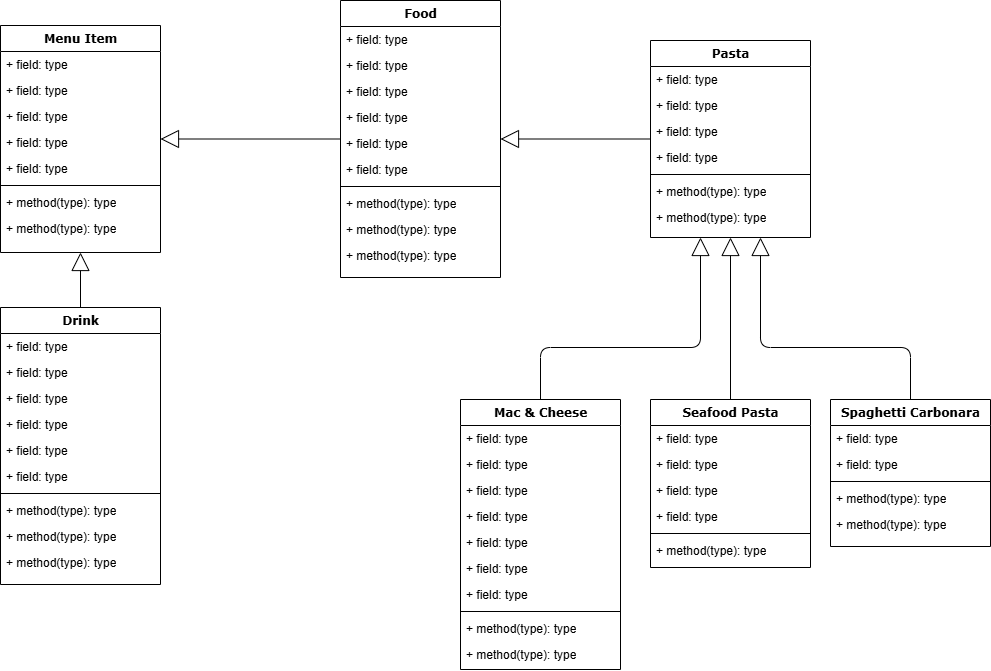 Menu Item
+ field: type
+ field: type
+ field: type
+ field: type
+ field: type
+ method(type): type
+ method(type): type
Food
+ field: type
+ field: type
+ field: type
+ field: type
+ field: type
+ field: type
+ method(type): type
+ method(type): type
+ method(type): type
Pasta
+ field: type
+ field: type
+ field: type
+ field: type
+ method(type): type
+ method(type): type
Drink
+ field: type
+ field: type
+ field: type
+ field: type
+ field: type
+ field: type
+ method(type): type
+ method(type): type
+ method(type): type
Mac & Cheese
+ field: type
+ field: type
+ field: type
+ field: type
+ field: type
+ field: type
+ field: type
+ method(type): type
+ method(type): type
Seafood Pasta
+ field: type
+ field: type
+ field: type
+ field: type
+ method(type): type
Spaghetti Carbonara
+ field: type
+ field: type
+ method(type): type
+ method(type): type